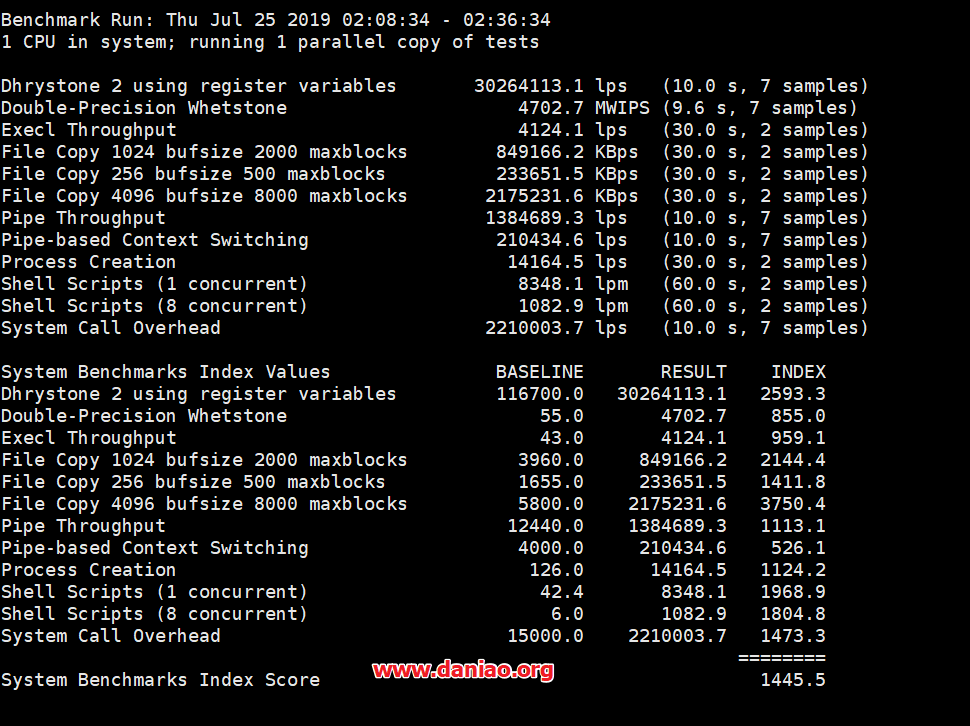 Benchmark Run: Thu Jul 25 2019 02:08:34 - 02:36:34
1 CPU in system; running 1 parallel copy of tests
Dhrystone 2 using register variables 30264113.1 lps (10.0 s, 7 samples)
Double-Precision Whetstone 4702.7 MWIPS (9.6 s, 7 samples)
Execl Throughput 4124.1 lps (30.0 s, 2 samples)
File Copy 1024 bufsize 2000 maxblocks 849166.2 KBps (30.0 s, 2 samples)
File Copy 256 bufsize 500 maxblocks 233651.5 KBps (30.0 s, 2 samples)
File Copy 4096 bufsize 8000 maxblocks 2175231.6 KBps (30.0 s, 2 samples)
Pipe Throughput 1384689.3 lps (10.0 s, 7 samples)
Pipe-based Context Switching 210434.6 lps (10.0 s, 7 samples)
Process Creation 14164.5 lps (30.0 s, 2 samples)
Shell Scripts (1 concurrent) 8348.1 lpm (60.0 s, 2 samples)
Shell Scripts (8 concurrent) 1082.9 lpm (60.0 s, 2 samples)
System Call Overhead 2210003.7 lps (10.0 s, 7 samples)
System Benchmarks Index Values BASELINE RESULT INDEX
Dhrystone 2 using register variables 116700.0 30264113.1 2593.3
Double-Precision Whetstone 55.0 4702.7 855.0
Execl Throughput 43.0 4124.1 959.1
File Copy 1024 bufsize 2000 maxblocks 3960.0 849166.2 2144.4
File Copy 256 bufsize 500 maxblocks 1655.0 233651.5 1411.8
File Copy 4096 bufsize 8000 maxblocks 5800.0 2175231.6 3750.4
Pipe Throughput 12440.0 1384689.3 1113.1
Pipe-based Context Switching 4000.0 210434.6 526.1
Process Creation 126.0 14164.5 1124.2
Shell Scripts (1 concurrent) 42.4 8348.1 1968.9
Shell Scripts (8 concurrent) 6.0 1082.9 1804.8
System Call Overhead 15000.0 2210003.7 1473.3
========
www.daniao.org
System Benchmarks Index Score 1445.5